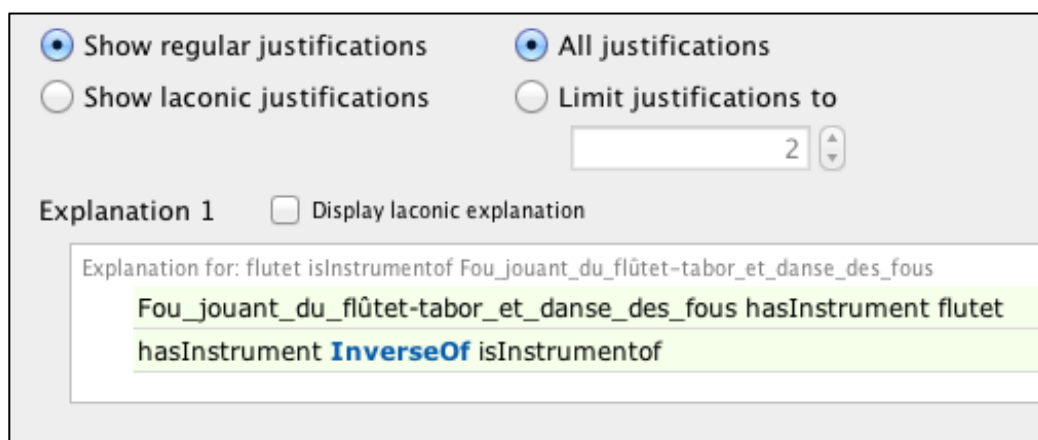 Show regular justifications
All justifications
Show laconic justifications
Limit justifications to
2
Explanation 1
Display laconic explanation
Explanation for: flutet isInstrumentof Fou_jouant_du_flûtet-tabor_et_danse_des_fous
Fou_jouant_du_flûtet-tabor_et_danse_des_fous hasInstrument flutet
hasInstrument InverseOf isInstrumentof